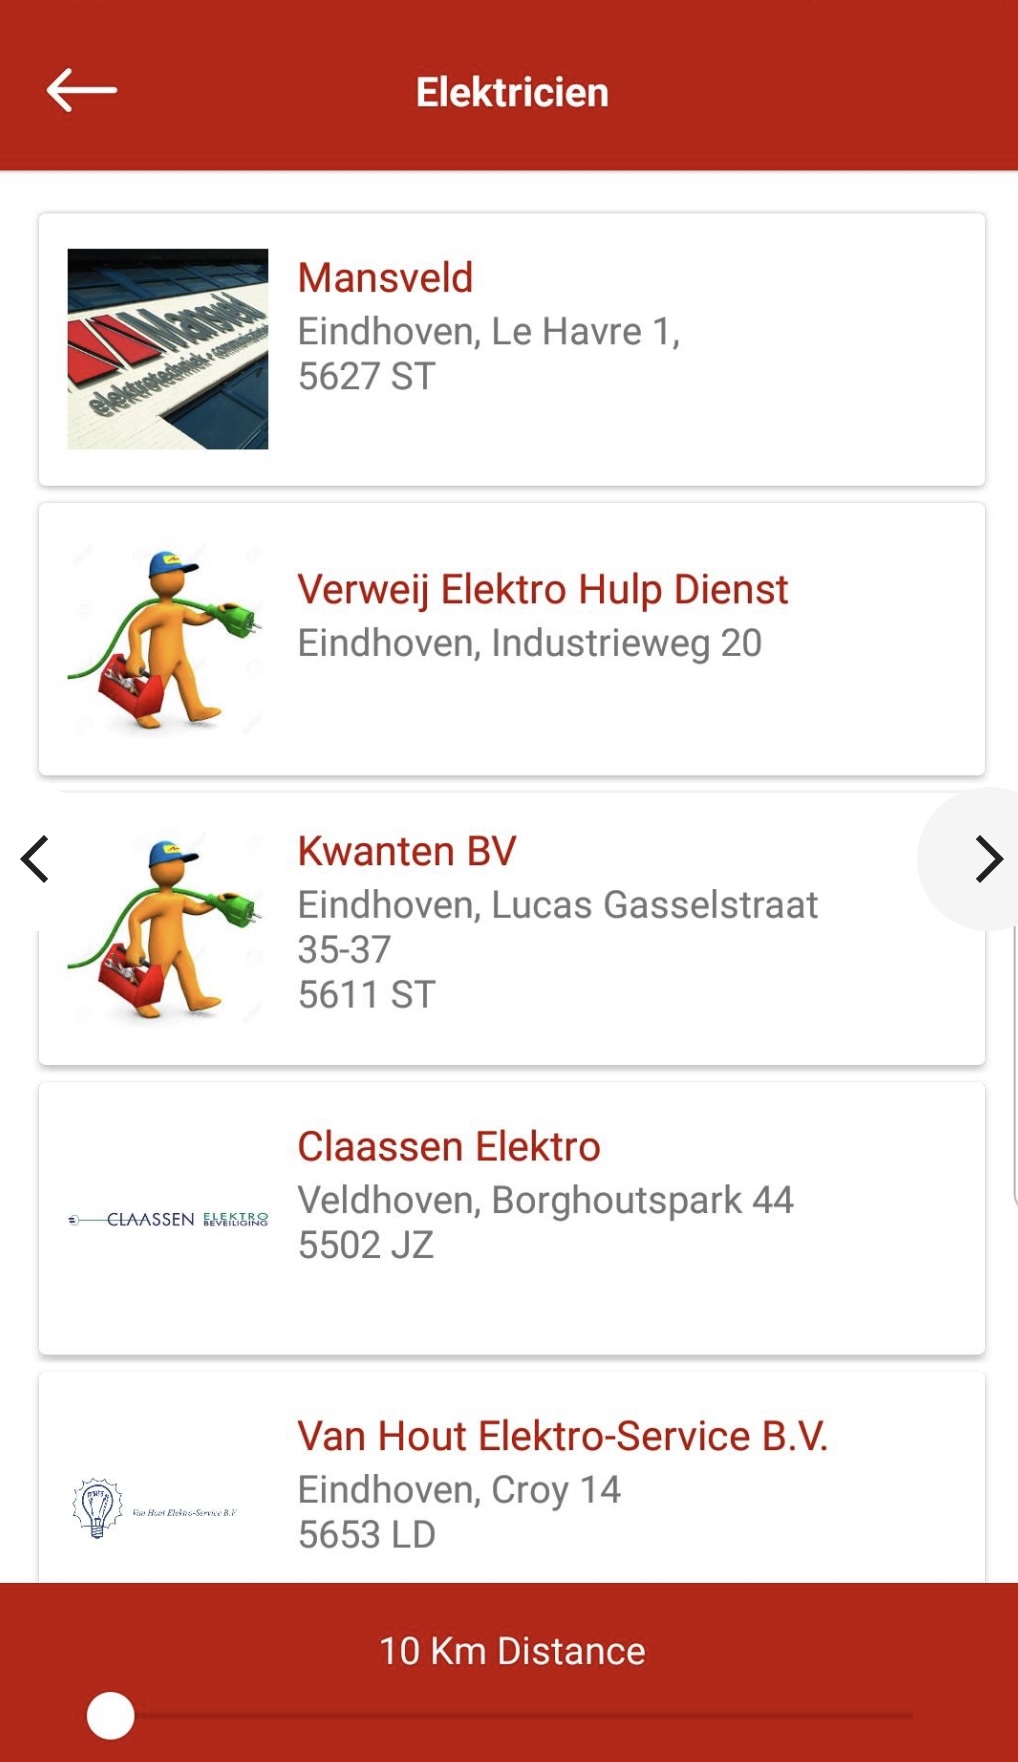 Elektricien
Mansveld
elektrotechniek
Mansveld
Eindhoven, Le Havre 1,
5627 ST
Verweij Elektro Hulp Dienst
Eindhoven, Industrieweg 20
Kwanten BV
Eindhoven, Lucas Gasselstraat
35-37
5611 ST
CLAASSEN ELEKTRO
BEVEILIGING
Claassen Elektro
Veldhoven, Borghoutspark 44
5502 JZ
Van Hout Elektro-Service B.V.
Van Hout Elektro-Service B.V.
Eindhoven, Croy 14
5653 LD
10 Km Distance